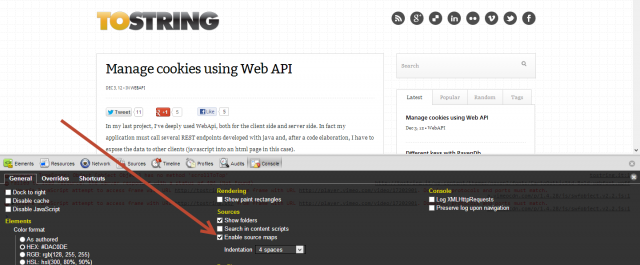 TOSTRING
Manage cookies using Web API
DEC 3, 12 • IN WEBAPI
Tweet 11 +1 5 Like 5
In my last project, I've deeply used WebApi, both for the client side and server side. In fact my
application must call several REST endpoints developed with java and, after a code elaboration, I have to
expose the data to other clients (javascript into an html page in this case).
Search
Latest Popular Random Tags
Manage cookies using Web API
Dec 3, 12 • WEBAPI
Different keys with RavenDb
Elements Resources Network Sources Timeline Profiles Audits Console
General Overrides Shortcuts
Dock to right
Disable cache
Disable JavaScript
Elements
Color format
As authored
HEX: #DAC0DE
RGB: rgb(128, 255, 255)
HSL: hsl(300, 80%, 90%)
Rendering
Show paint rectangles
Sources
Show folders
Search in content scripts
Enable source maps
Indentation 4 spaces
Console
Log XMLHttpRequests
Preserve log upon navigation